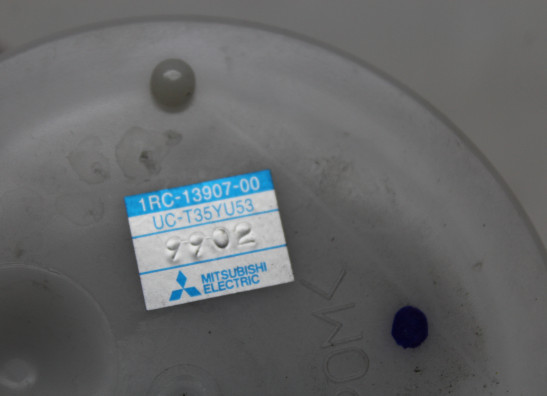 1RC-13907-00
UC-T35YU53
9902
MITSUBISHI
ELECTRIC